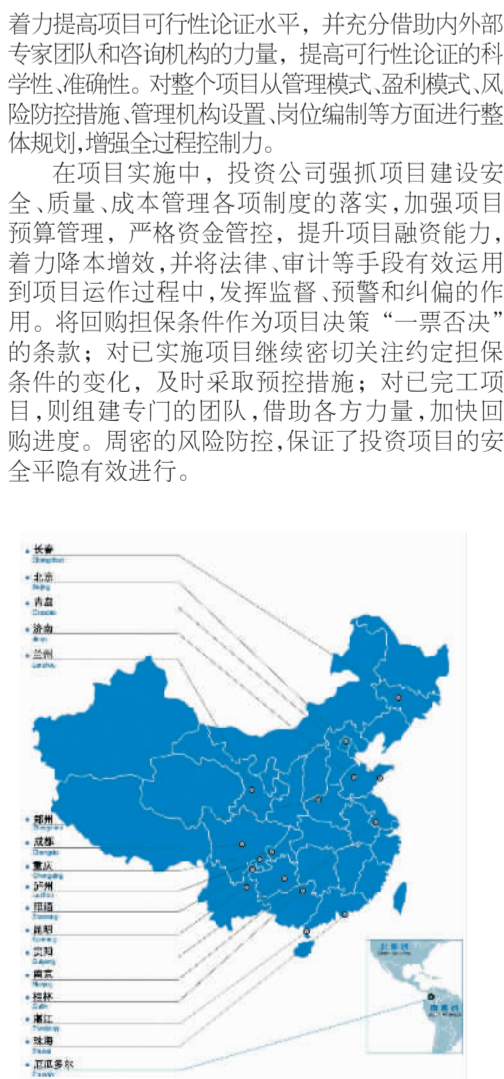 着力提高项目可行性论证水平，并充分借助内外部
专家团队和咨询机构的力量，提高可行性论证的科
学性、准确性。对整个项目从管理模式、盈利模式、风
险防控措施、管理机构设置、岗位编制等方面进行整
体规划，增强全过程控制力。
在项目实施中，投资公司强抓项目建设安
全、质量、成本管理各项制度的落实，加强项目
预算管理，严格资金管控，提升项目融资能力，
着力降本增效，并将法律、审计等手段有效运用
到项目运作过程中，发挥监督、预警和纠偏的作
用。将回购担保条件作为项目决策“一票否决”
的条款；对已实施项目继续密切关注约定担保
条件的变化，及时采取预控措施；对已完工项
目，则组建专门的团队，借助各方力量，加快回
购进度。周密的风险防控，保证了投资项目的安
全平隐有效进行。
长春
北京
Beijing
青岛
济南
兰州
郑州
成都
Chengdu
重庆
Chongqing
泸州
昭通
昆明
贵阳
南京
桂林
湛江
珠海
厄瓜多尔
北美洲
南美洲